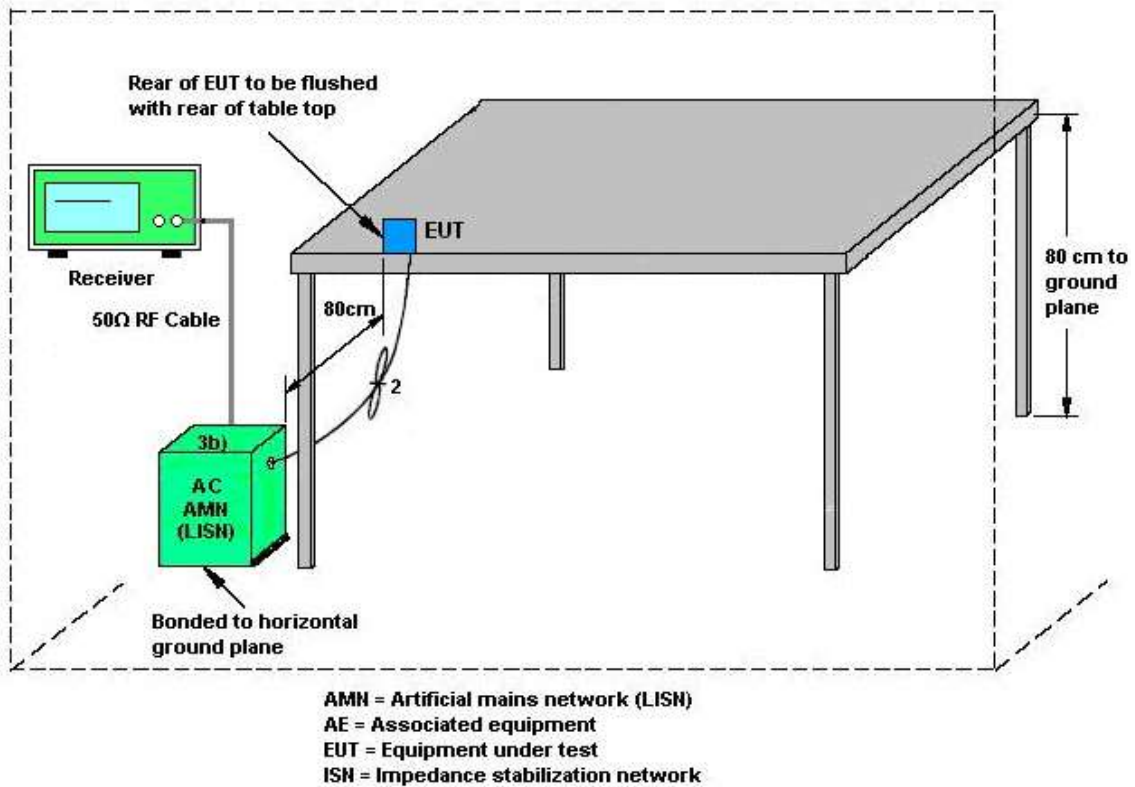 Rear of EUT to be flushed
with rear of table top
EUT
Receiver
50Ω RF Cable
80cm
80 cm to
ground
plane
2
3b)
AC
AMN
(LISN)
Bonded to horizontal
ground plane
AMN = Artificial mains network (LISN)
AE = Associated equipment
EUT = Equipment under test
ISN = Impedance stabilization network